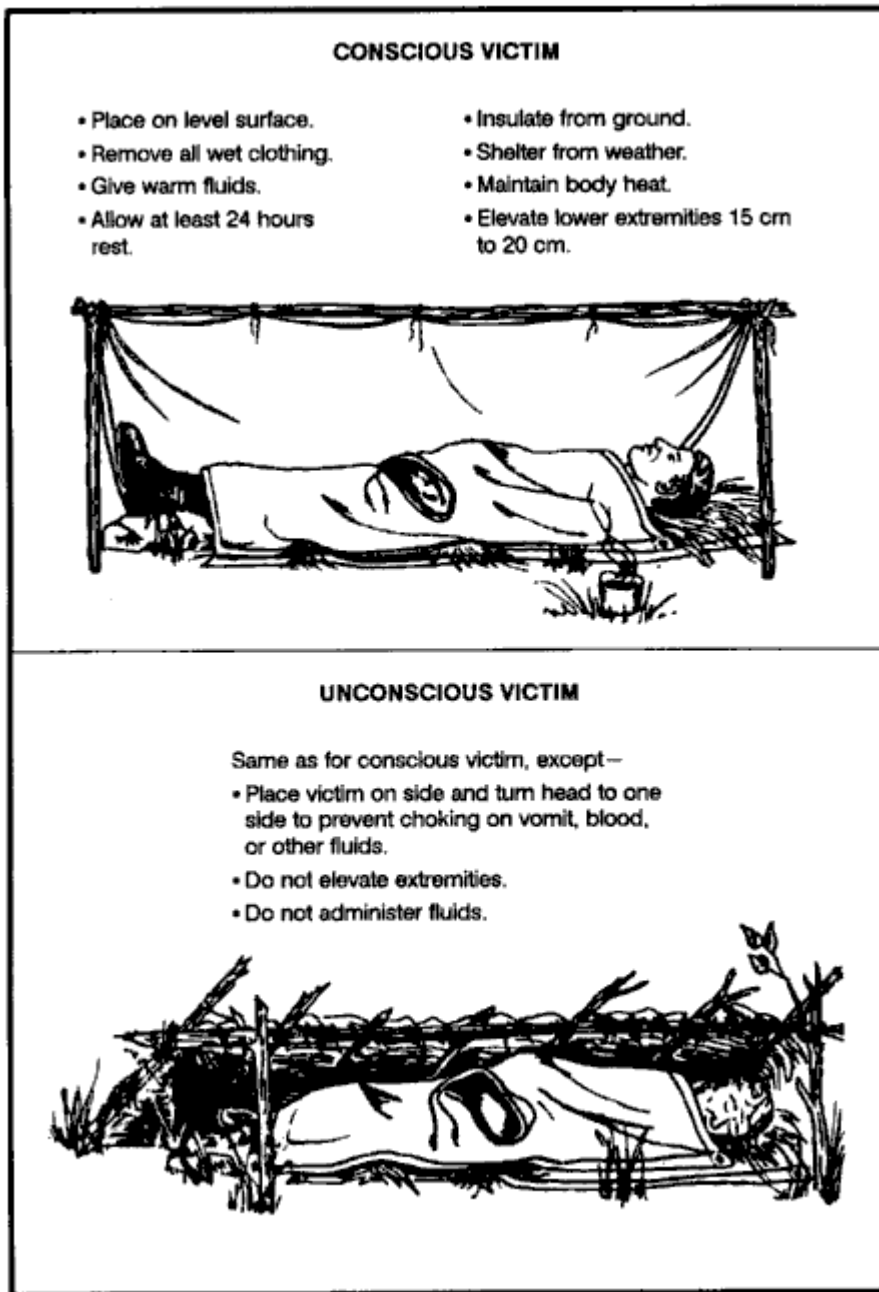 CONSCIOUS VICTIM
• Place on level surface.
• Remove all wet clothing.
• Give warm fluids.
• Allow at least 24 hours
rest.
• Insulate from ground.
• Shelter from weather.
• Maintain body heat.
• Elevate lower extremities 15 cm
to 20 cm.
UNCONSCIOUS VICTIM
Same as for conscious victim, except—
• Place victim on side and turn head to one
side to prevent choking on vomit, blood,
or other fluids.
• Do not elevate extremities.
• Do not administer fluids.